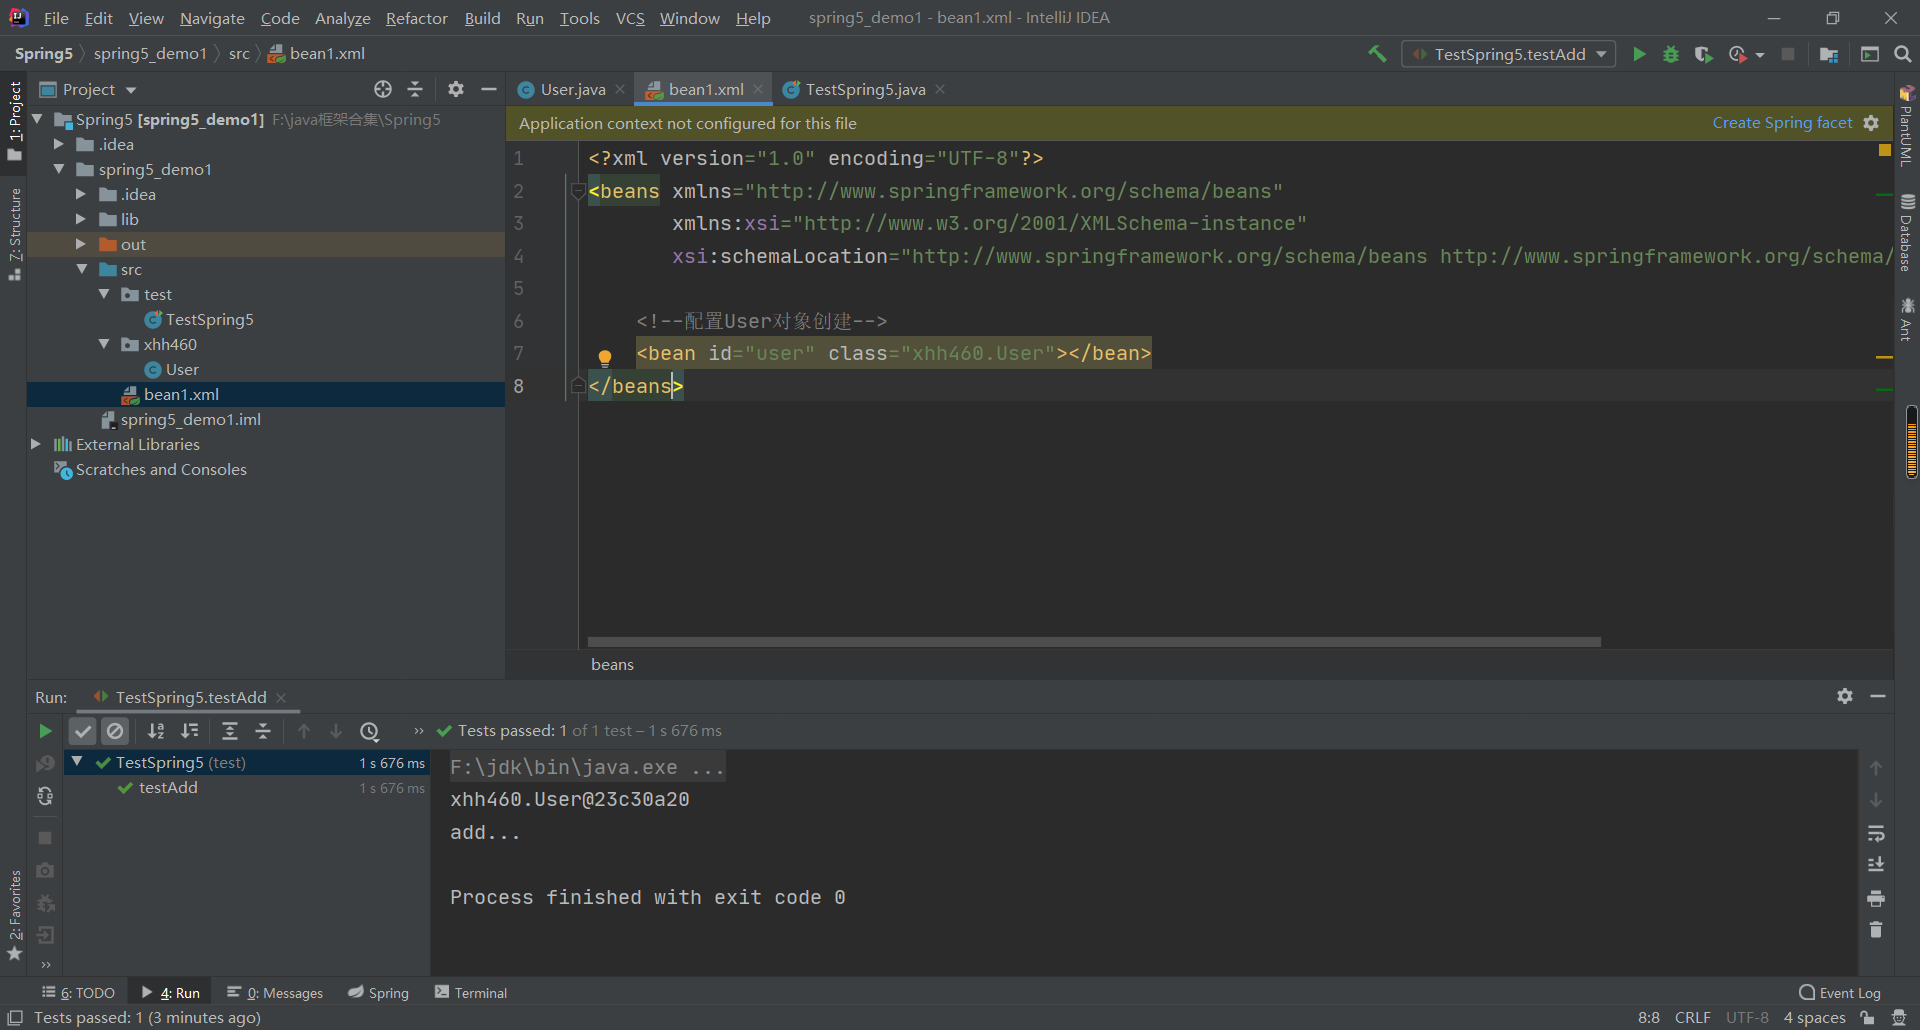 File Edit View Navigate Code Analyze Refactor Build Run Tools VCS Window Help spring5_demo1 - bean1.xml - IntelliJ IDEA
Spring5 spring5_demo1 src bean1.xml TestSpring5.testAdd
1: Project
7: Structure
2: Favorites
Project
Spring5 [spring5_demo1] F:\java框架合集\Spring5
.idea
spring5_demo1
.idea
lib
out
src
test
TestSpring5
xhh460
User
bean1.xml
spring5_demo1.iml
External Libraries
Scratches and Consoles
User.java bean1.xml TestSpring5.java
Application context not configured for this file Create Spring facet
1 <?xml version="1.0" encoding="UTF-8"?>
2 <beans xmlns="http://www.springframework.org/schema/beans"
3 xmlns:xsi="http://www.w3.org/2001/XMLSchema-instance"
4 xsi:schemaLocation="http://www.springframework.org/schema/beans http://www.springframework.org/schema/
5
6 <!--配置User对象创建-->
7 <bean id="user" class="xhh460.User"></bean>
8 </beans>
beans
PlantUML
Database
Ant
Run: TestSpring5.testAdd
Tests passed: 1 of 1 test – 1 s 676 ms
TestSpring5 (test) 1 s 676 ms
testAdd 1 s 676 ms
F:\jdk\bin\java.exe ...
xhh460.User@23c30a20
add...
Process finished with exit code 0
6: TODO 4: Run 0: Messages Spring Terminal Event Log
Tests passed: 1 (3 minutes ago) 8:8 CRLF UTF-8 4 spaces